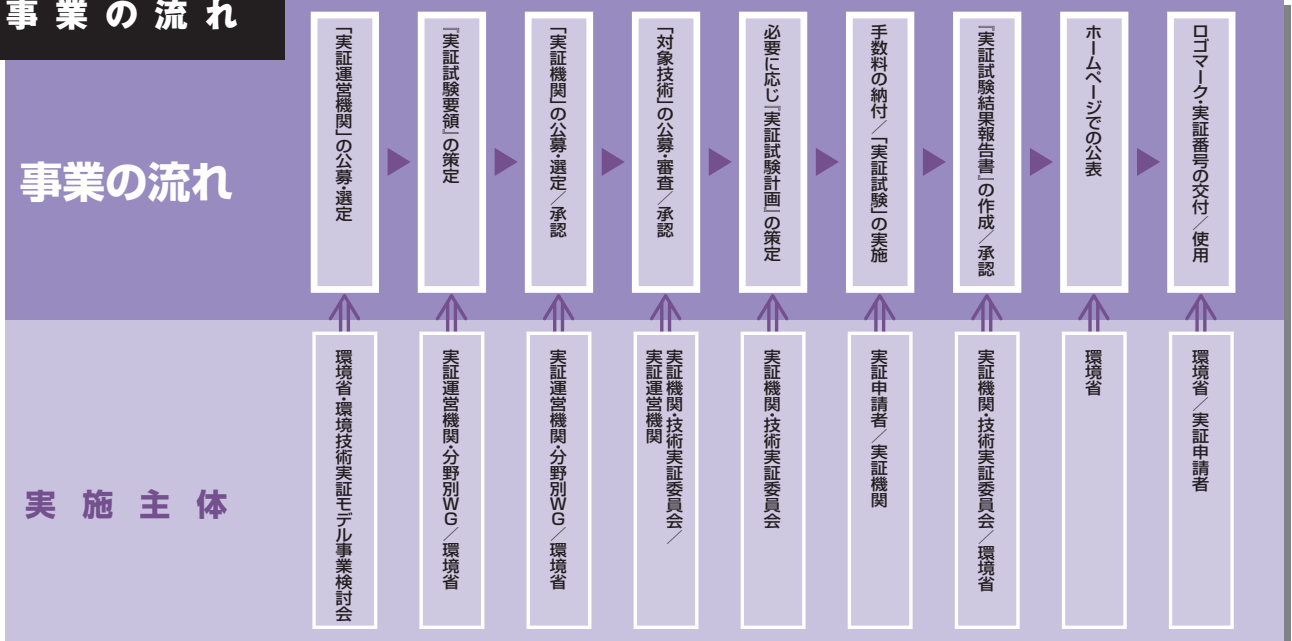 事業の流れ
事業の流れ
「実証運営機関」の公募・選定
『実証試験要領』の策定
「実証機関」の公募・選定／承認
「対象技術」の公募・審査／承認
必要に応じ『実証試験計画』の策定
手数料の納付／「実証試験」の実施
『実証試験結果報告書』の作成／承認
ホームページでの公表
ロゴマーク・実証番号の交付／使用
実施主体
環境省・環境技術実証モデル事業検討会
実証運営機関・分野別WG／環境省
実証運営機関・分野別WG／環境省
実証機関・技術実証委員会／
実証運営機関
実証機関・技術実証委員会
実証申請者／実証機関
実証機関・技術実証委員会／環境省
環境省
環境省／実証申請者